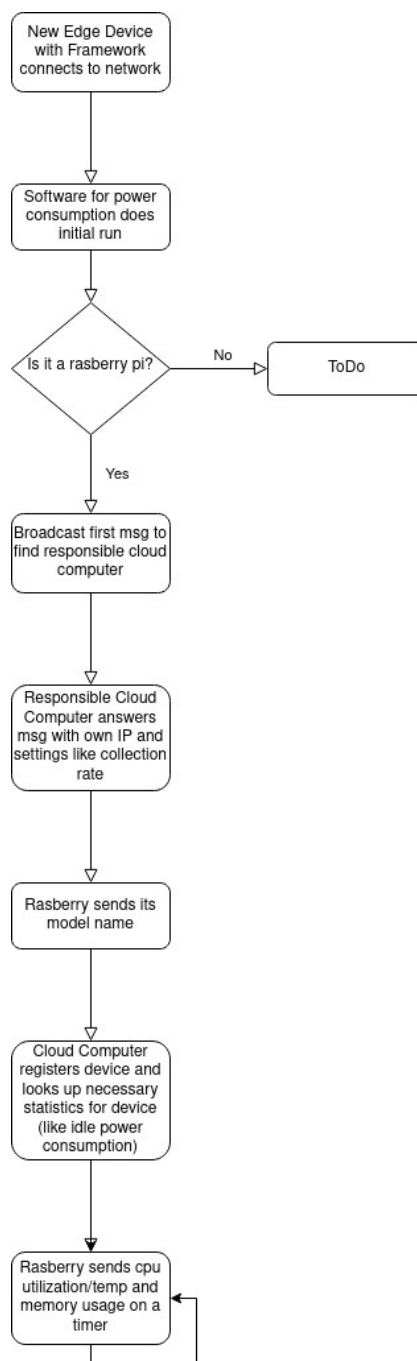 New Edge Device
with Framework
connects to network
Software for power
consumption does
initial run
Is it a rasberry pi?
No
ToDo
Yes
Broadcast first msg to
find responsible cloud
computer
Responsible Cloud
Computer answers
msg with own IP and
settings like collection
rate
Rasberry sends its
model name
Cloud Computer
registers device and
looks up necessary
statistics for device
(like idle power
consumption)
Rasberry sends cpu
utilization/temp and
memory usage on a
timer